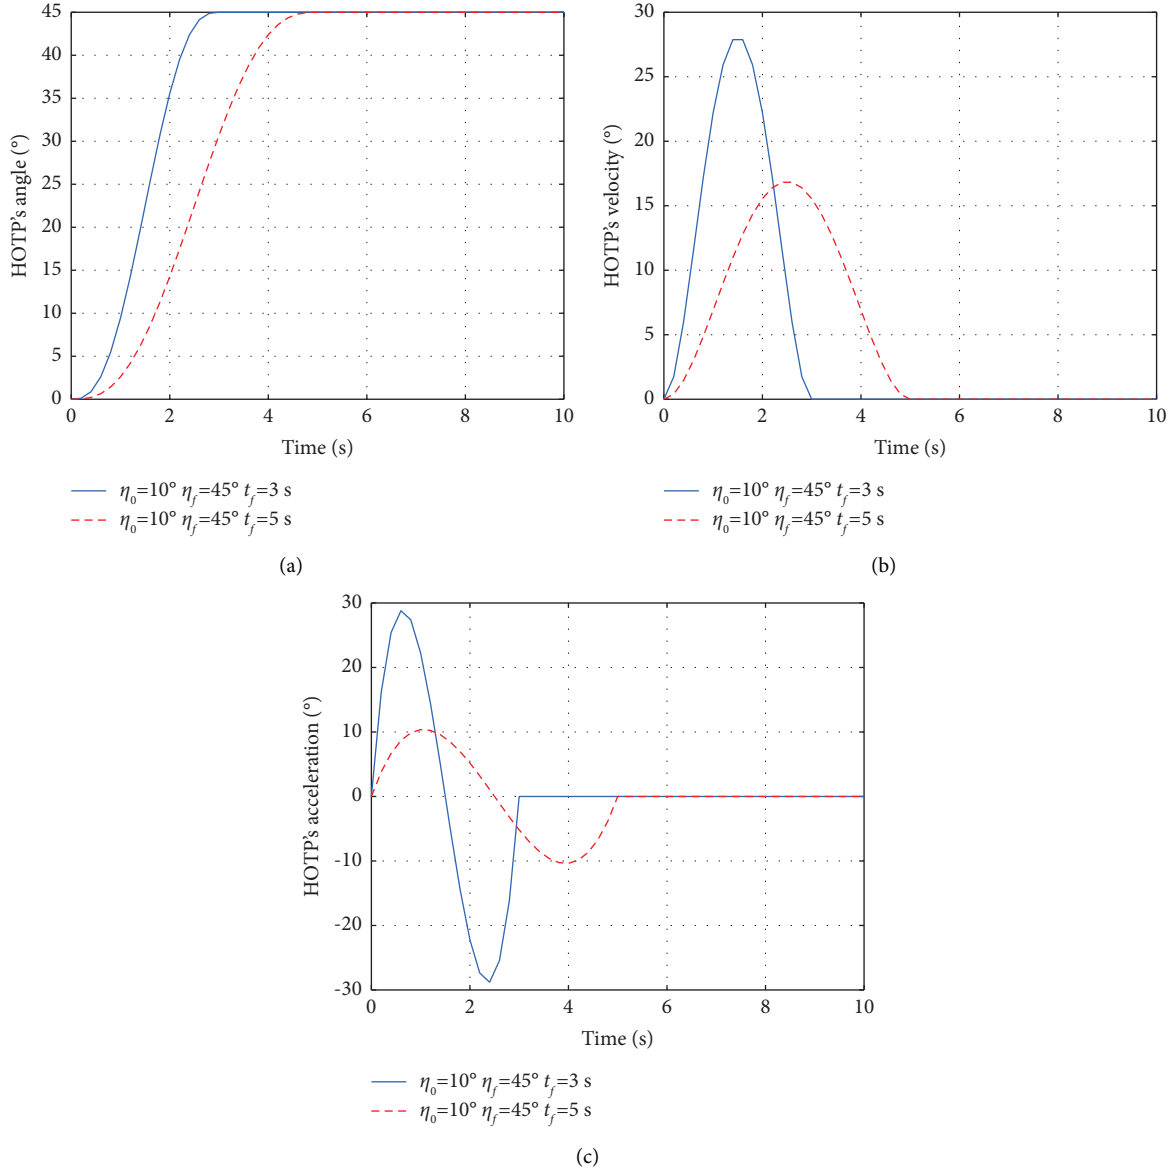 45
40
35
30
25
20
15
10
5
0
HOTP's angle (°)
0 2 4 6 8 10
Time (s)
η0=10° ηf=45° tf=3 s
η0=10° ηf=45° tf=5 s
(a)
30
25
20
15
10
5
0
HOTP's velocity (°)
0 2 4 6 8 10
Time (s)
η0=10° ηf=45° tf=3 s
η0=10° ηf=45° tf=5 s
(b)
30
20
10
0
-10
-20
-30
HOTP's acceleration (°)
0 2 4 6 8 10
Time (s)
η0=10° ηf=45° tf=3 s
η0=10° ηf=45° tf=5 s
(c)